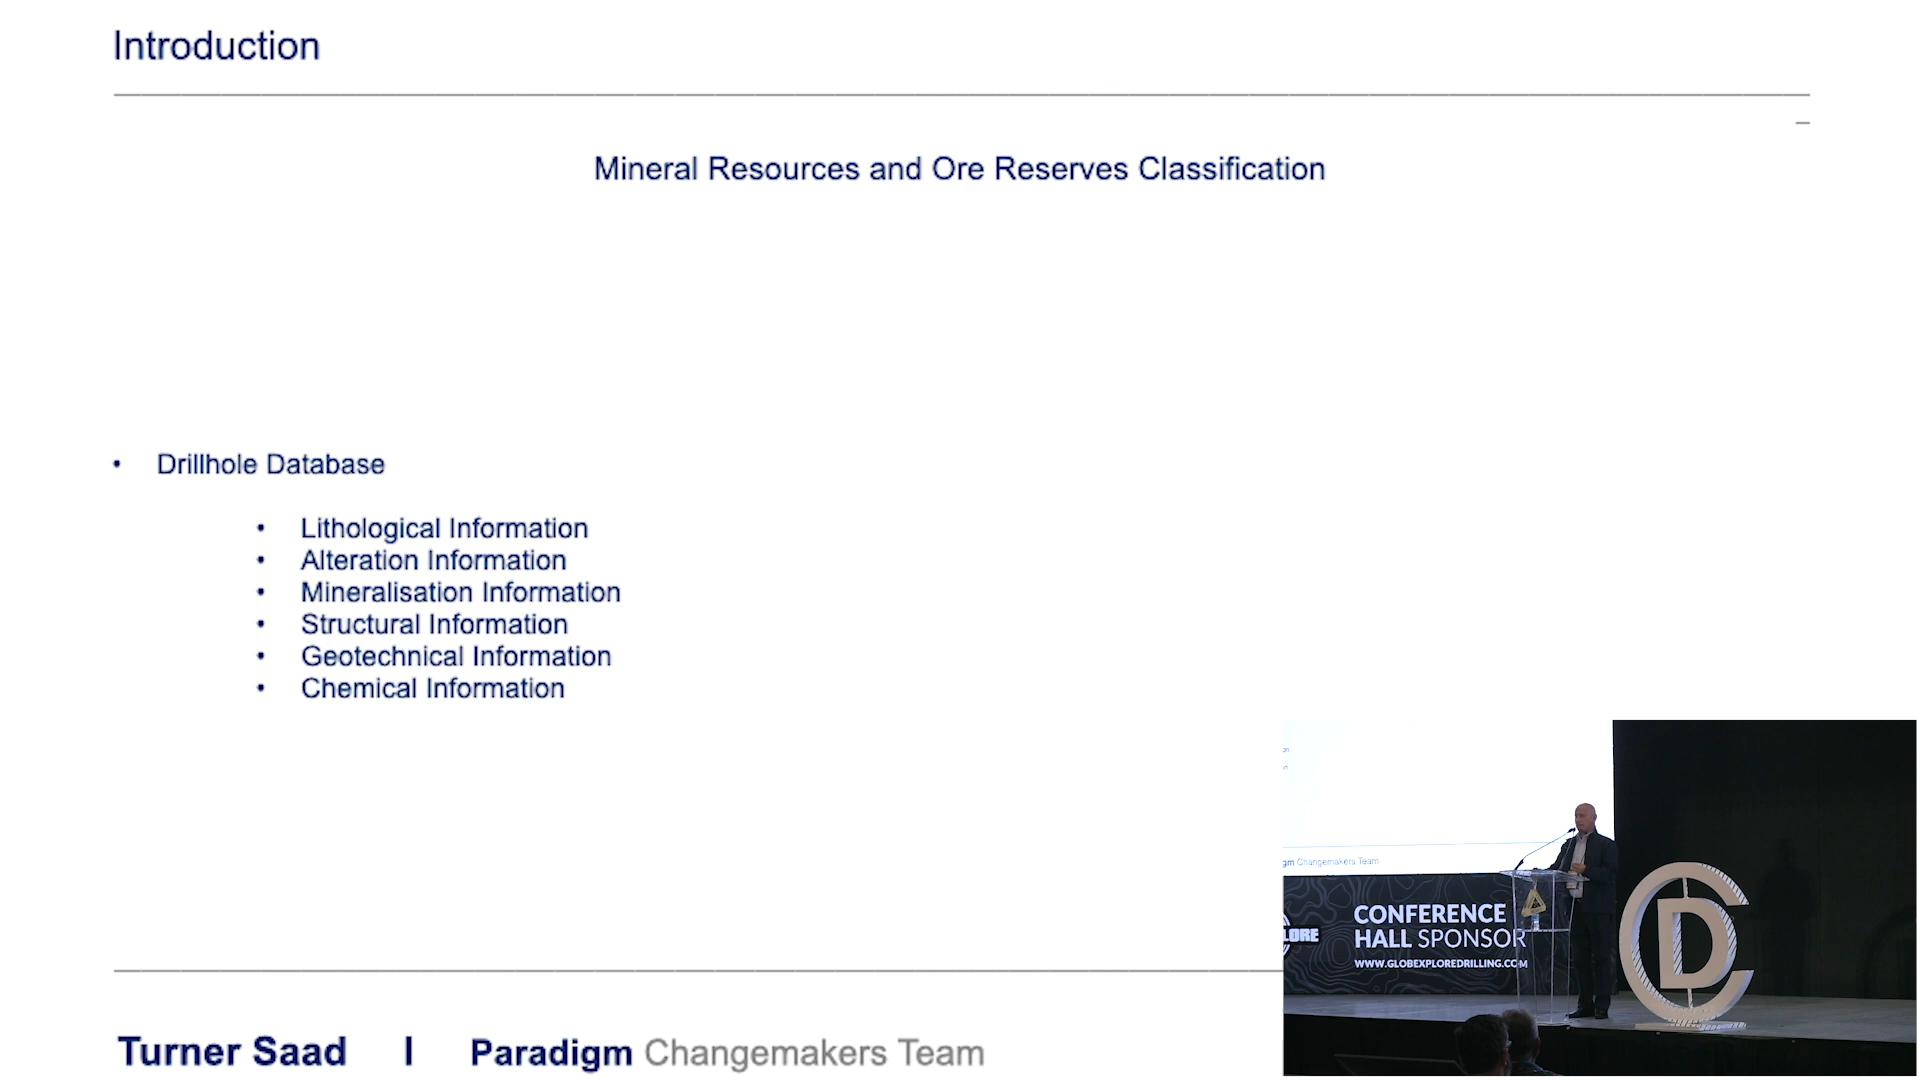 Introduction
Mineral Resources and Ore Reserves Classification
• Drillhole Database
• Lithological Information
• Alteration Information
• Mineralisation Information
• Structural Information
• Geotechnical Information
• Chemical Information
Turner Saad I Paradigm Changemakers Team
Changemakers Team
CONFERENCE
HALL SPONSOR
WWW.GLOBEXPLOREDRILLING.COM
DC